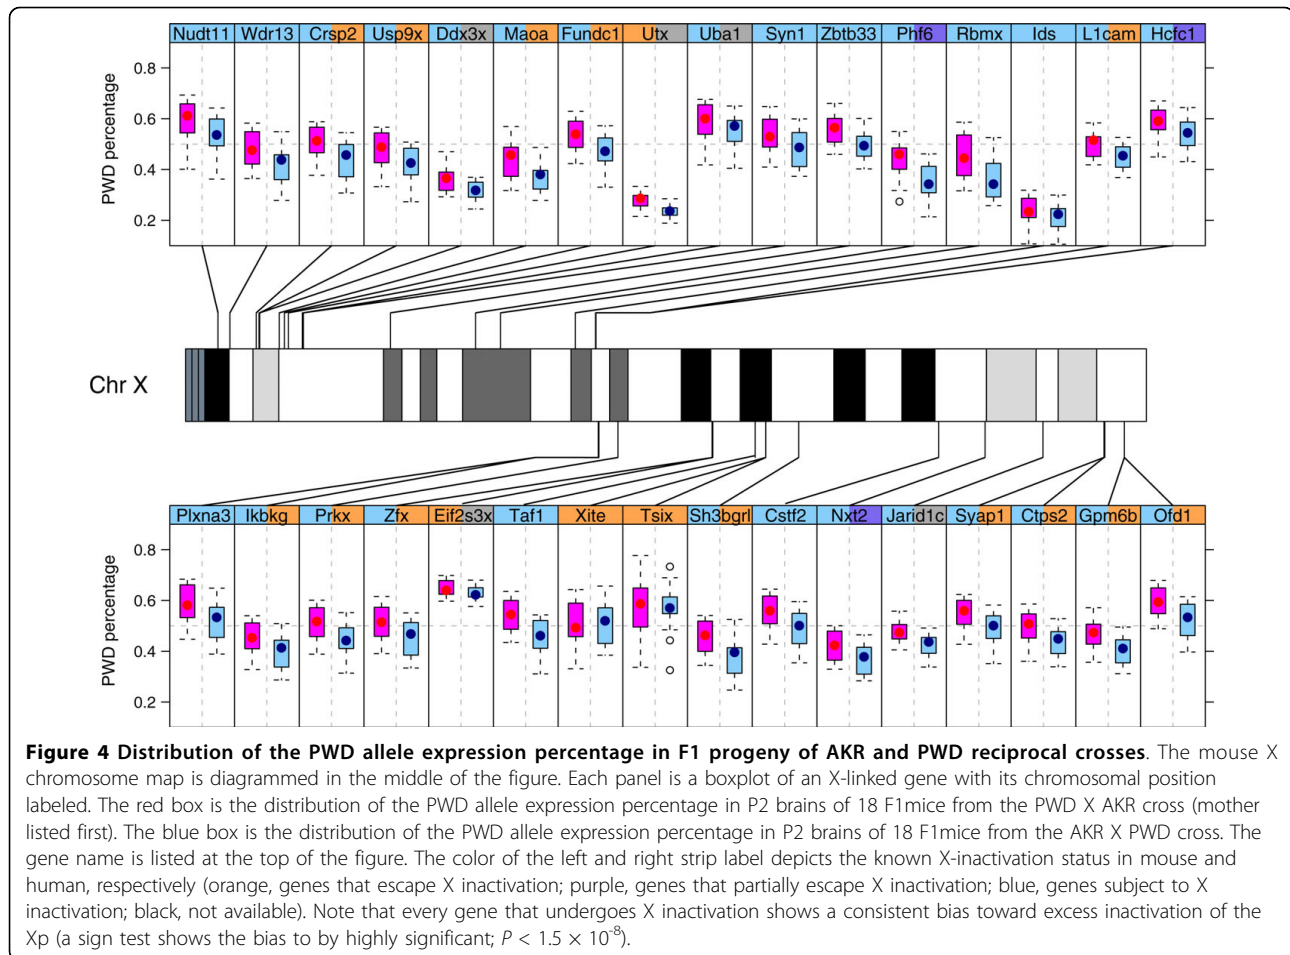 Nudt11 Wdr13 Crsp2 Usp9x Ddx3x Maoa Fundc1 Utx Uba1 Syn1 Zbtb33 Phf6 Rbmx Ids L1cam Hcfc1
PWD percentage
0.8
0.6
0.4
0.2
Chr X
Plxna3 Ikbkg Prkx Zfx Eif2s3x Taf1 Xite Tsix Sh3bgrl Cstf2 Nxt2 Jarid1c Syap1 Ctps2 Gpm6b Ofd1
PWD percentage
0.8
0.6
0.4
0.2
Figure 4 Distribution of the PWD allele expression percentage in F1 progeny of AKR and PWD reciprocal crosses. The mouse X
chromosome map is diagrammed in the middle of the figure. Each panel is a boxplot of an X-linked gene with its chromosomal position
labeled. The red box is the distribution of the PWD allele expression percentage in P2 brains of 18 F1mice from the PWD X AKR cross (mother
listed first). The blue box is the distribution of the PWD allele expression percentage in P2 brains of 18 F1mice from the AKR X PWD cross. The
gene name is listed at the top of the figure. The color of the left and right strip label depicts the known X-inactivation status in mouse and
human, respectively (orange, genes that escape X inactivation; purple, genes that partially escape X inactivation; blue, genes subject to X
inactivation; black, not available). Note that every gene that undergoes X inactivation shows a consistent bias toward excess inactivation of the
Xp (a sign test shows the bias to by highly significant; P < 1.5 × 10⁻⁸).